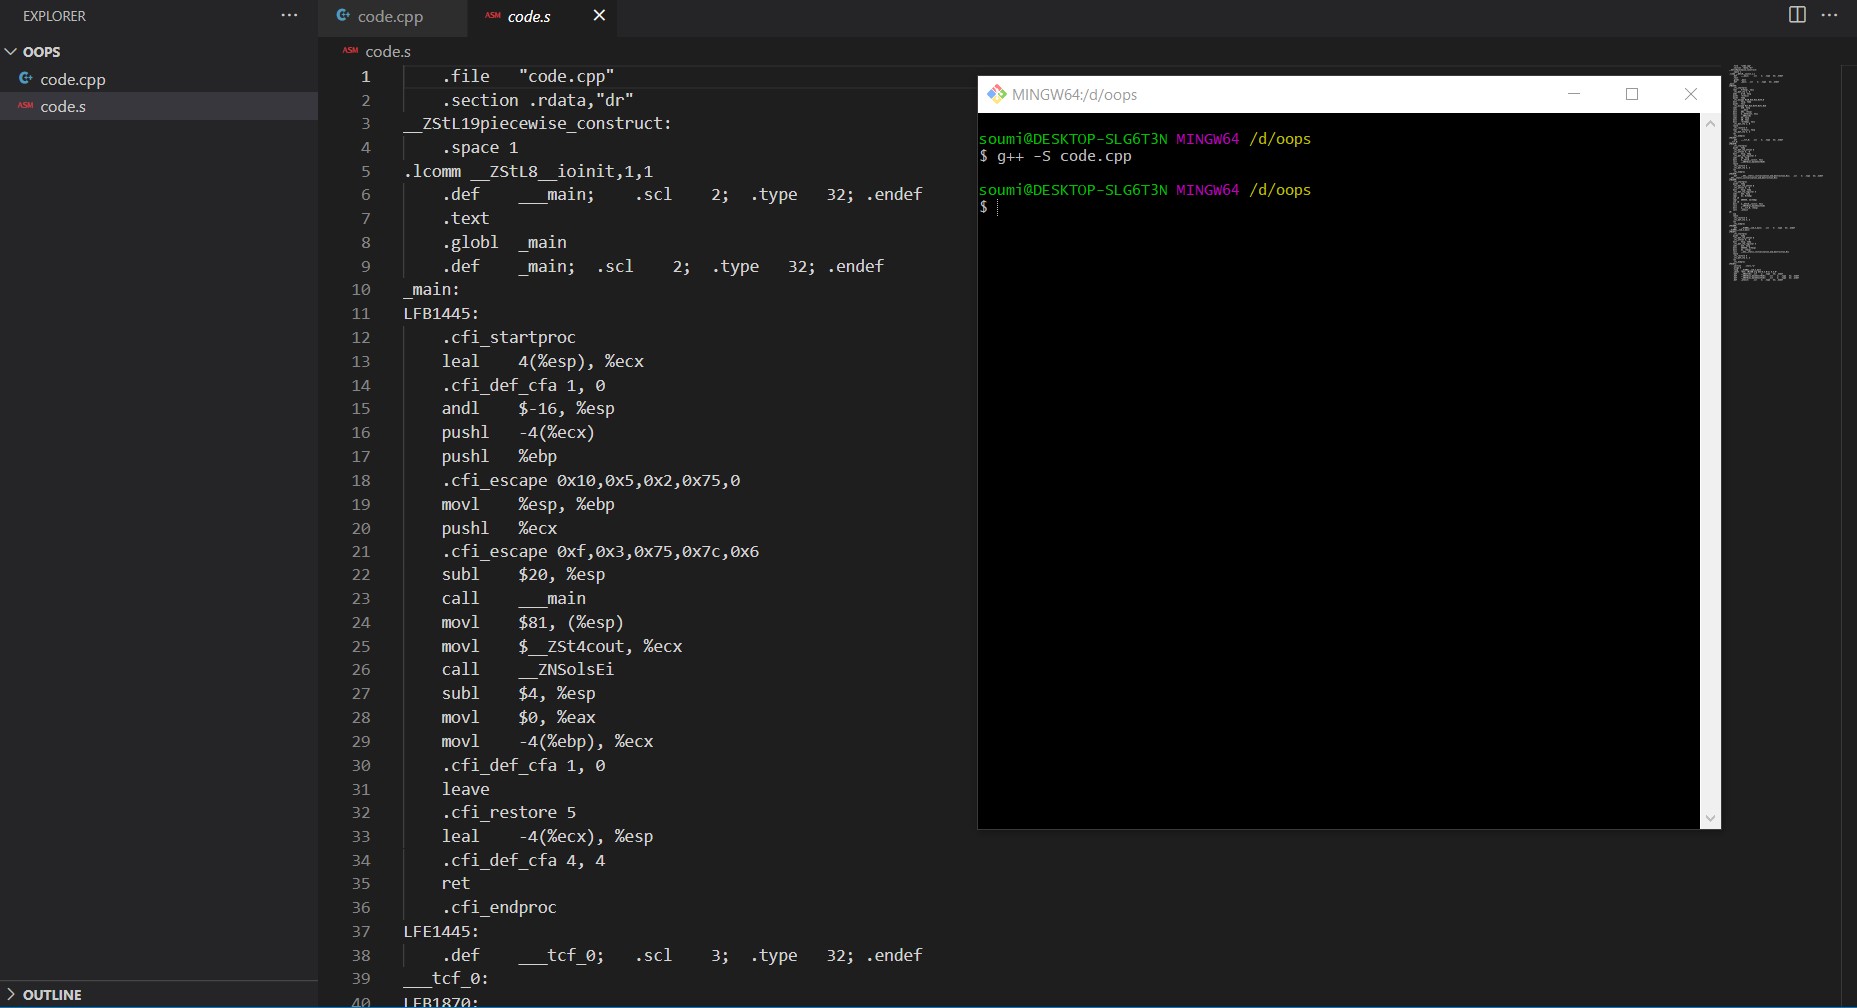 EXPLORER
OOPS
code.cpp
ASM code.s
OUTLINE
code.cpp
ASM code.s
ASM code.s
1 .file "code.cpp"
2 .section .rdata,"dr"
3 __ZStL19piecewise_construct:
4 .space 1
5 .lcomm __ZStL8__ioinit,1,1
6 .def ___main; .scl 2; .type 32; .endef
7 .text
8 .globl _main
9 .def _main; .scl 2; .type 32; .endef
10 _main:
11 LFB1445:
12 .cfi_startproc
13 leal 4(%esp), %ecx
14 .cfi_def_cfa 1, 0
15 andl $-16, %esp
16 pushl -4(%ecx)
17 pushl %ebp
18 .cfi_escape 0x10,0x5,0x2,0x75,0
19 movl %esp, %ebp
20 pushl %ecx
21 .cfi_escape 0xf,0x3,0x75,0x7c,0x6
22 subl $20, %esp
23 call ___main
24 movl $81, (%esp)
25 movl $__ZSt4cout, %ecx
26 call __ZNSolsEi
27 subl $4, %esp
28 movl $0, %eax
29 movl -4(%ebp), %ecx
30 .cfi_def_cfa 1, 0
31 leave
32 .cfi_restore 5
33 leal -4(%ecx), %esp
34 .cfi_def_cfa 4, 4
35 ret
36 .cfi_endproc
37 LFE1445:
38 .def ___tcf_0; .scl 3; .type 32; .endef
39 ___tcf_0:
40 LFB1870:
MINGW64:/d/oops
soumi@DESKTOP-SLG6T3N MINGW64 /d/oops
$ g++ -S code.cpp
soumi@DESKTOP-SLG6T3N MINGW64 /d/oops
$